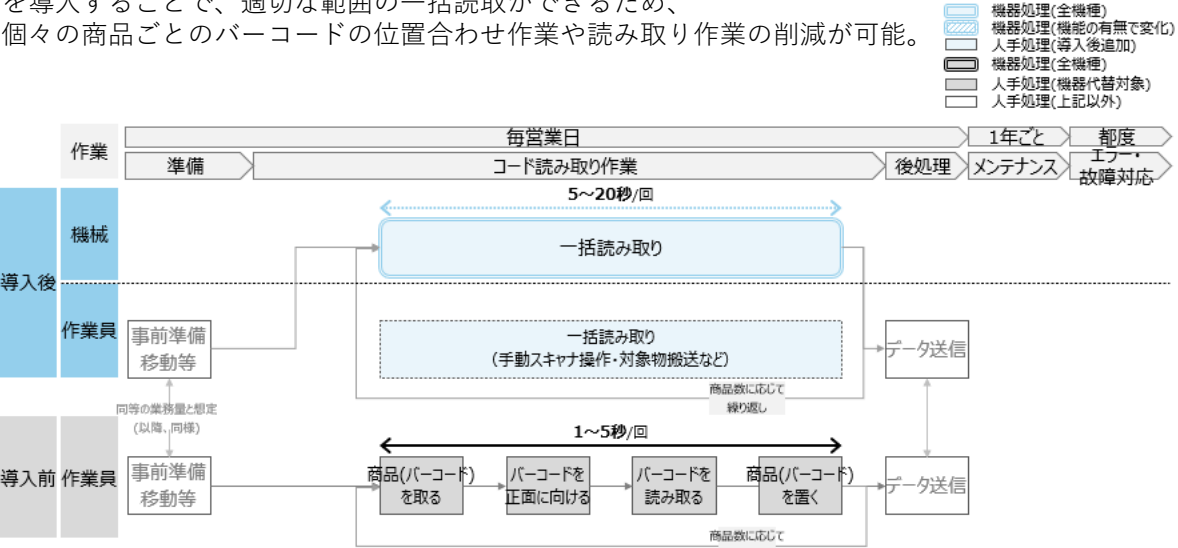 を導入することで、適切な範囲の一括読取ができるため、
個々の商品ごとのバーコードの位置合わせ作業や読み取り作業の削減が可能。
機器処理(全機種)
機器処理(機能の有無で変化)
人手処理(導入後追加)
機器処理(全機種)
人手処理(機器代替対象)
人手処理(上記以外)
作業
毎営業日
1年ごと
都度
準備
コード読み取り作業
後処理
メンテナンス
エラー・
故障対応
5～20秒/回
導入後
機械
一括読み取り
作業員
事前準備
移動等
一括読み取り
(手動スキャナ操作・対象物搬送など)
データ送信
商品数に応じて
繰り返し
同等の業務量と想定
(以降、同様)
1～5秒/回
導入前
作業員
事前準備
移動等
商品(バーコード)
を取る
バーコードを
正面に向ける
バーコードを
読み取る
商品(バーコード)
を置く
データ送信
商品数に応じて